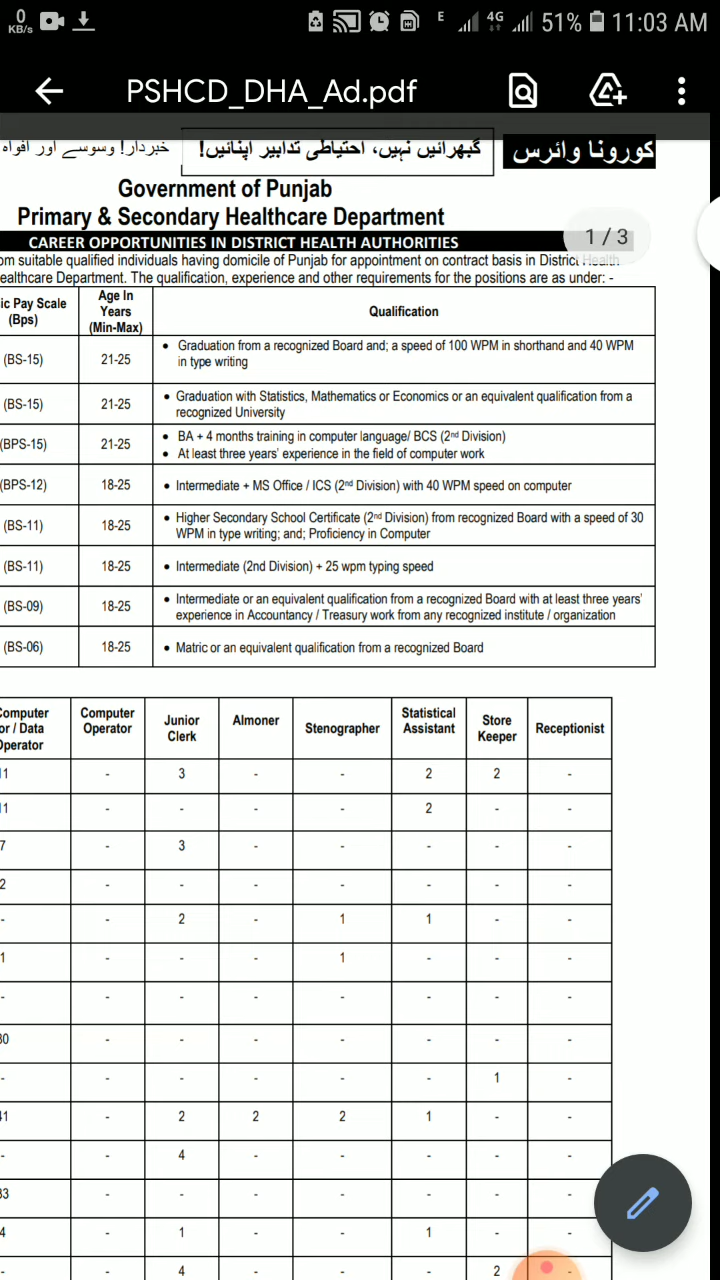 0
KB/s
E 4G 51% 11:03 AM
PSHCD_DHA_Ad.pdf
کورونا وائرس
گبھرائیں نہیں، احتیاطی تدابیر اپنائیں!
خبردار! وسوسے اور افواہ
Government of Punjab
Primary & Secondary Healthcare Department
1 / 3
CAREER OPPORTUNITIES IN DISTRICT HEALTH AUTHORITIES
om suitable qualified individuals having domicile of Punjab for appointment on contract basis in District Health
ealthcare Department. The qualification, experience and other requirements for the positions are as under: -
ic Pay Scale (Bps) Age In Years (Min-Max) Qualification
(BS-15) 21-25 • Graduation from a recognized Board and; a speed of 100 WPM in shorthand and 40 WPM
in type writing
(BS-15) 21-25 • Graduation with Statistics, Mathematics or Economics or an equivalent qualification from a
recognized University
(BPS-15) 21-25 • BA + 4 months training in computer language/ BCS (2nd Division)
• At least three years' experience in the field of computer work
(BPS-12) 18-25 • Intermediate + MS Office / ICS (2nd Division) with 40 WPM speed on computer
(BS-11) 18-25 • Higher Secondary School Certificate (2nd Division) from recognized Board with a speed of 30
WPM in type writing; and; Proficiency in Computer
(BS-11) 18-25 • Intermediate (2nd Division) + 25 wpm typing speed
(BS-09) 18-25 • Intermediate or an equivalent qualification from a recognized Board with at least three years'
experience in Accountancy / Treasury work from any recognized institute / organization
(BS-06) 18-25 • Matric or an equivalent qualification from a recognized Board
Computer or / Data Operator Computer Operator Junior Clerk Almoner Stenographer Statistical Assistant Store Keeper Receptionist
11 - 3 - - 2 2 -
11 - - - - 2 - -
7 - 3 - - - - -
2 - - - - - - -
- - 2 - 1 1 - -
1 - - - 1 - - -
- - - - - - - -
30 - - - - - - -
- - - - - - 1 -
41 - 2 2 2 1 - -
- - 4 - - - - -
33 - - - - - - -
4 - 1 - - 1 - -
- - 4 - - - 2 -